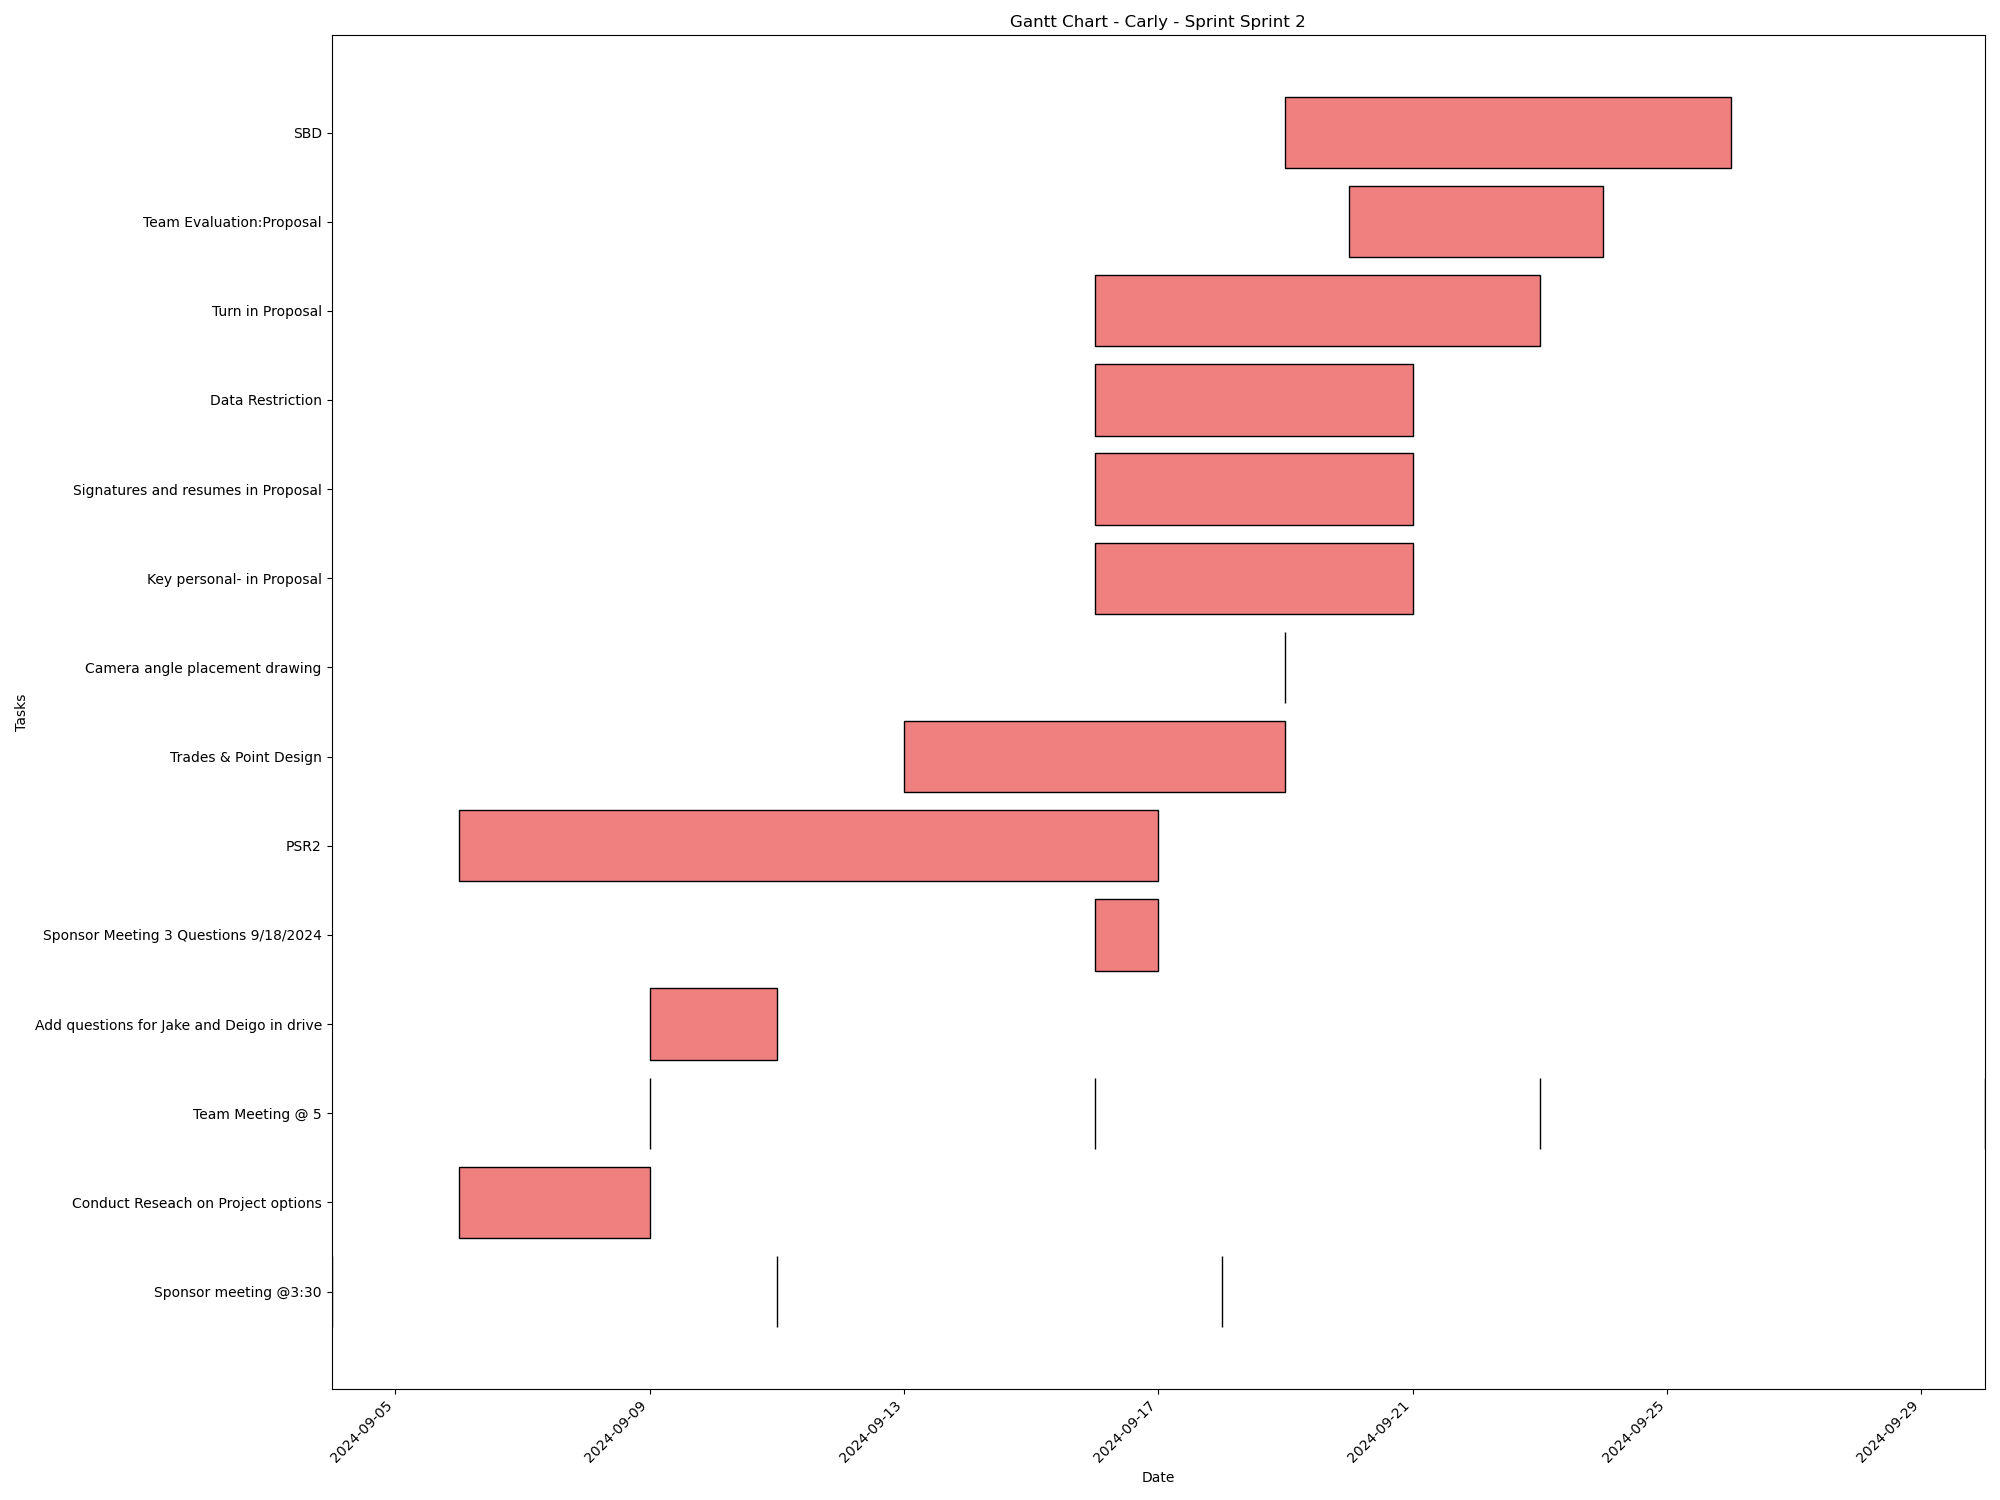 Gantt Chart - Carly - Sprint Sprint 2
Tasks
SBD
Team Evaluation:Proposal
Turn in Proposal
Data Restriction
Signatures and resumes in Proposal
Key personal- in Proposal
Camera angle placement drawing
Trades & Point Design
PSR2
Sponsor Meeting 3 Questions 9/18/2024
Add questions for Jake and Deigo in drive
Team Meeting @ 5
Conduct Reseach on Project options
Sponsor meeting @3:30
2024-09-05
2024-09-09
2024-09-13
2024-09-17
2024-09-21
2024-09-25
2024-09-29
Date